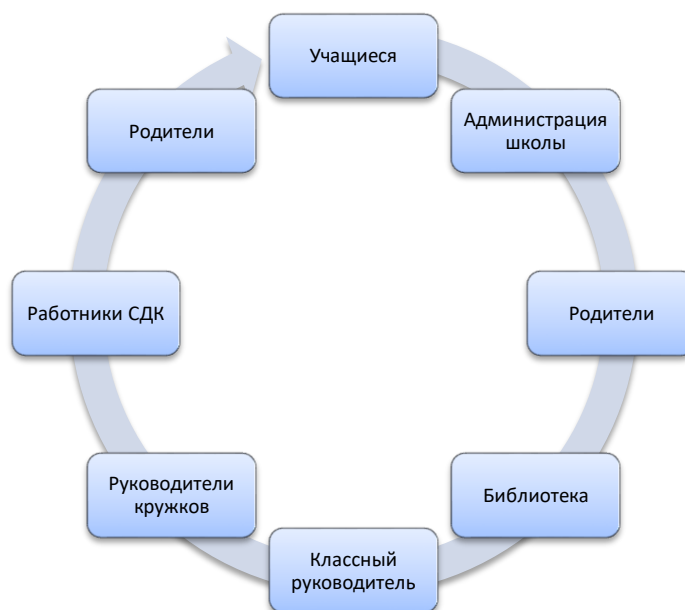 Учащиеся
Администрация
школы
Родители
Библиотека
Классный
руководитель
Руководители
кружков
Работники СДК
Родители